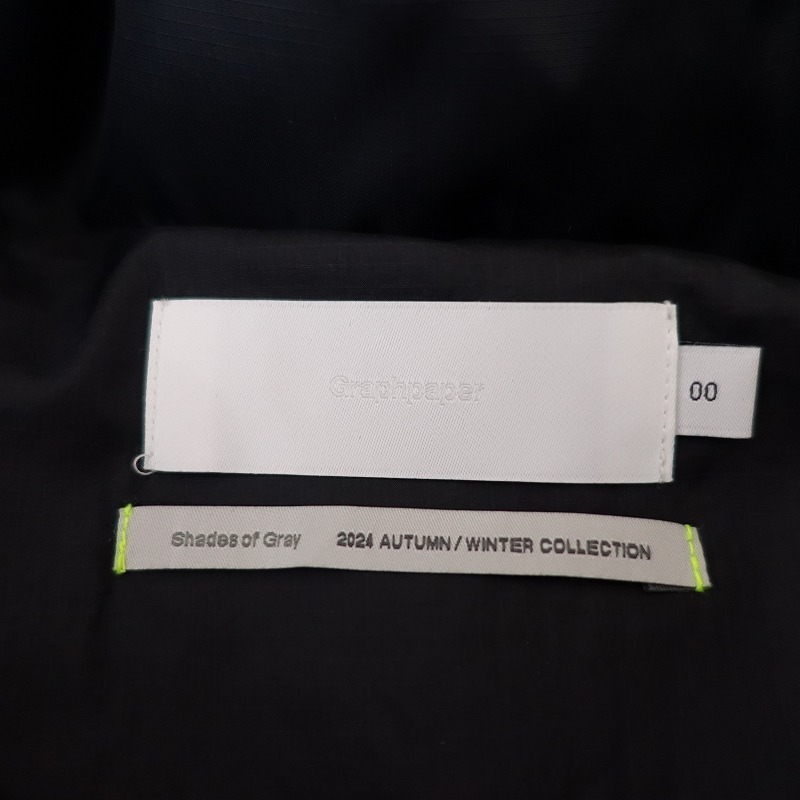 Graphpaper
00
Shades of Gray 2024 AUTUMN / WINTER COLLECTION